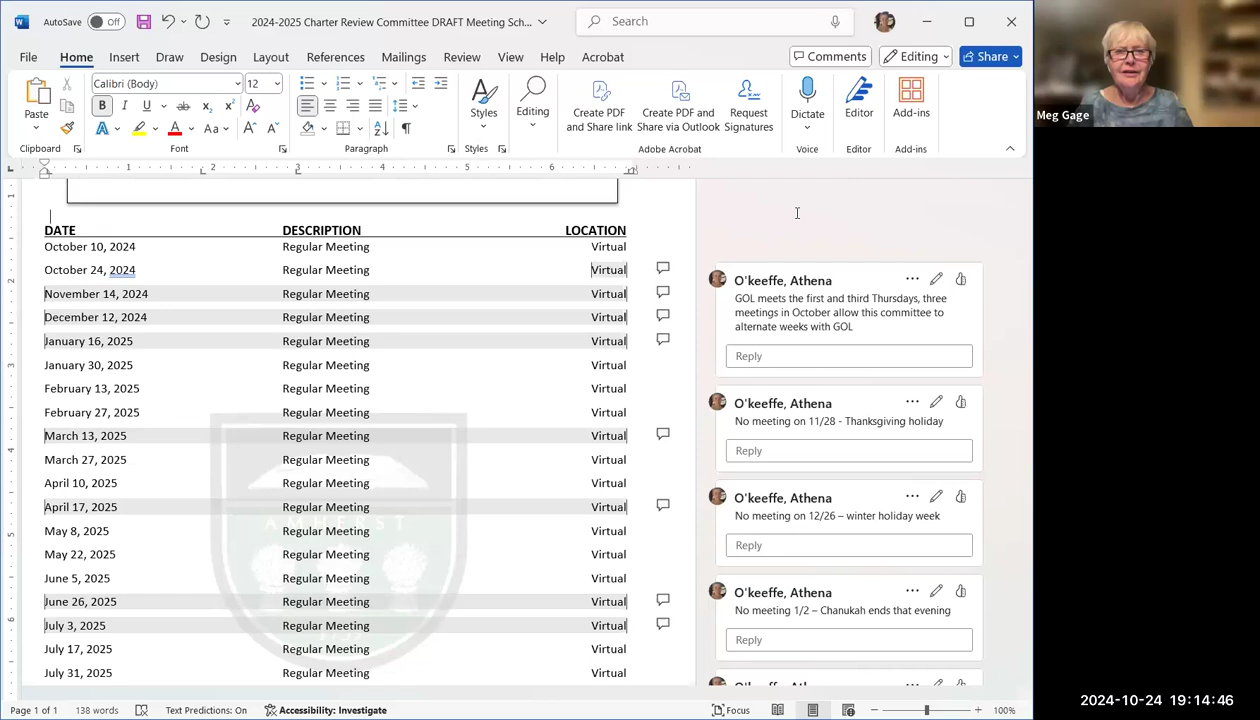 AutoSave Off 2024-2025 Charter Review Committee DRAFT Meeting Sch... Search
File Home Insert Draw Design Layout References Mailings Review View Help Acrobat Comments Editing Share
Calibri (Body) 12
Paste
B I U ab x₂ x²
A A Aa A A
Styles
Editing
Create PDF and Share link
Create PDF and Share via Outlook
Request Signatures
Dictate
Editor
Add-ins
Clipboard Font Paragraph Styles Adobe Acrobat Voice Editor Add-ins
Meg Gage
1 2 3 4 5 6
DATE DESCRIPTION LOCATION
October 10, 2024 Regular Meeting Virtual
October 24, 2024 Regular Meeting Virtual
November 14, 2024 Regular Meeting Virtual
December 12, 2024 Regular Meeting Virtual
January 16, 2025 Regular Meeting Virtual
January 30, 2025 Regular Meeting Virtual
February 13, 2025 Regular Meeting Virtual
February 27, 2025 Regular Meeting Virtual
March 13, 2025 Regular Meeting Virtual
March 27, 2025 Regular Meeting Virtual
April 10, 2025 Regular Meeting Virtual
April 17, 2025 Regular Meeting Virtual
May 8, 2025 Regular Meeting Virtual
May 22, 2025 Regular Meeting Virtual
June 5, 2025 Regular Meeting Virtual
June 26, 2025 Regular Meeting Virtual
July 3, 2025 Regular Meeting Virtual
July 17, 2025 Regular Meeting Virtual
July 31, 2025 Regular Meeting Virtual
AMHERST
O'keeffe, Athena
GOL meets the first and third Thursdays, three
meetings in October allow this committee to
alternate weeks with GOL
Reply
O'keeffe, Athena
No meeting on 11/28 - Thanksgiving holiday
Reply
O'keeffe, Athena
No meeting on 12/26 – winter holiday week
Reply
O'keeffe, Athena
No meeting 1/2 – Chanukah ends that evening
Reply
Page 1 of 1 138 words Text Predictions: On Accessibility: Investigate Focus 100%
2024-10-24 19:14:46